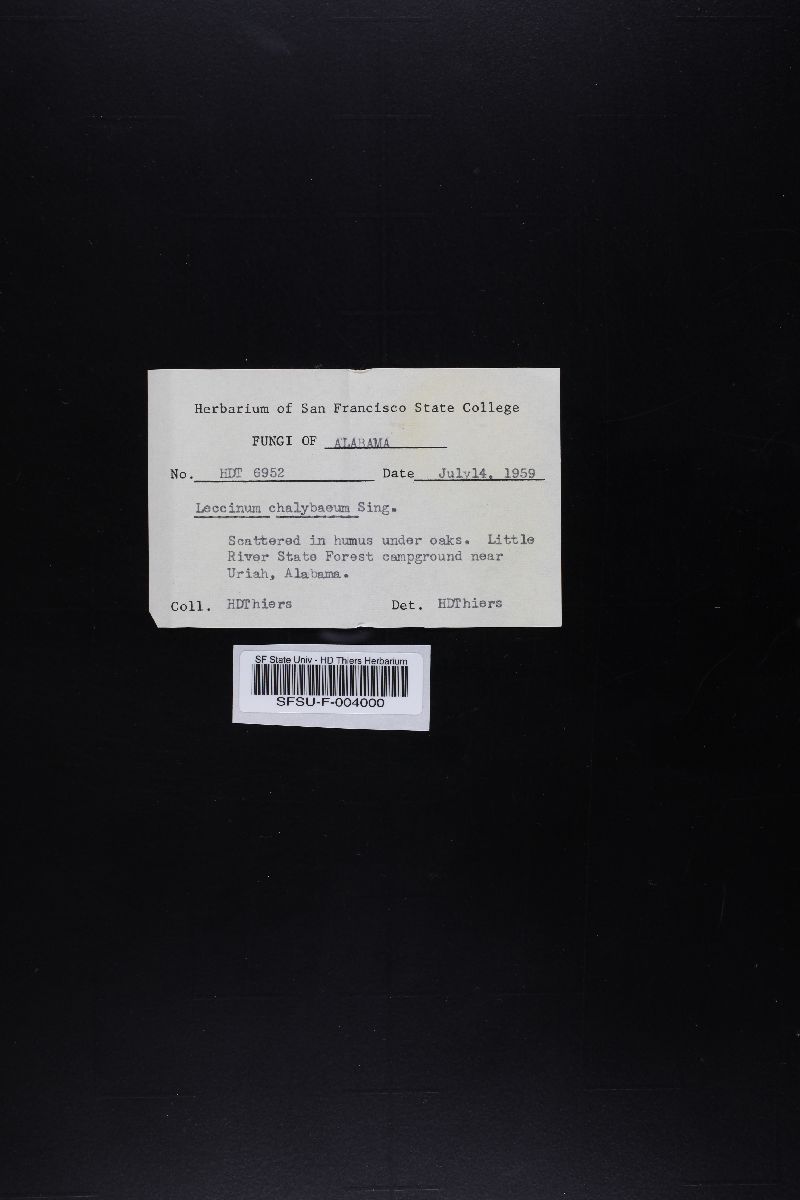 Herbarium of San Francisco State College
FUNGI OF ALABAMA
No. HDT 6952 Date July14, 1959
Leccinum chalybaeum Sing.
Scattered in humus under oaks. Little
River State Forest campground near
Uriah, Alabama.
Coll. HDThiers Det. HDThiers
SF State Univ - HD Thiers Herbarium
SFSU-F-004000